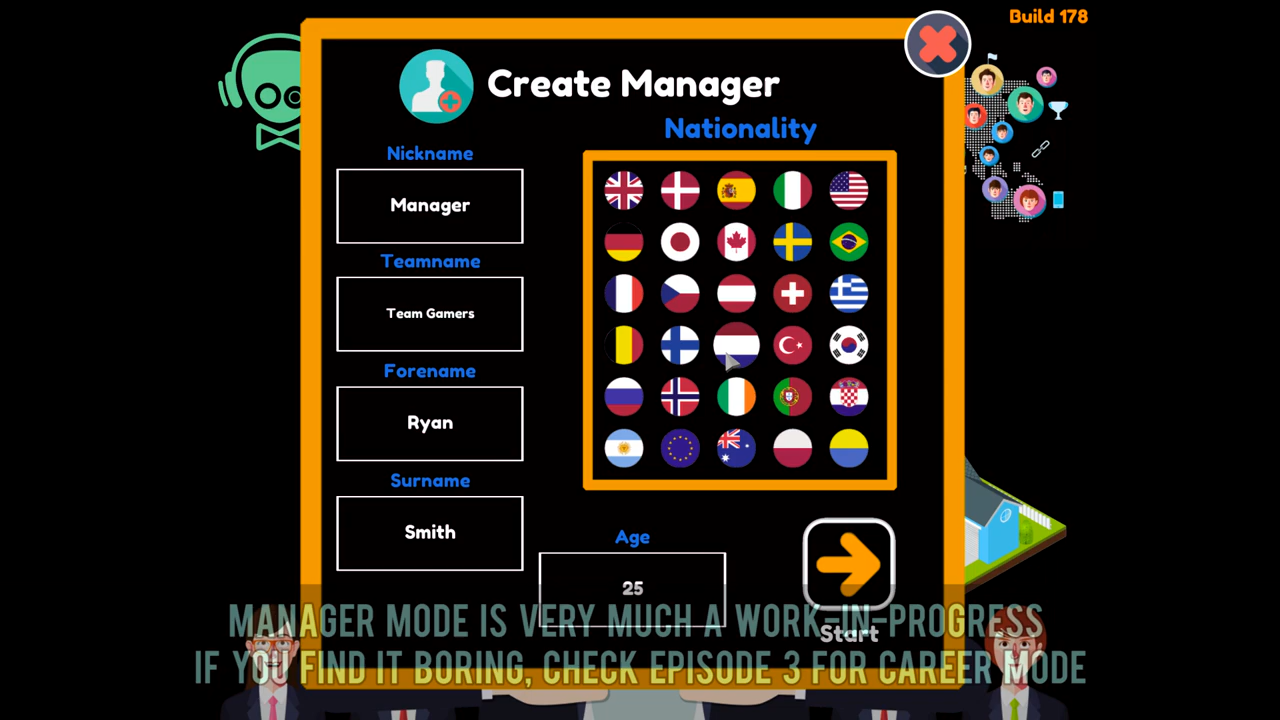 Build 178
Create Manager
Nationality
Nickname
Manager
Teamname
Team Gamers
Forename
Ryan
Surname
Smith
Age
25
Start
MANAGER MODE IS VERY MUCH A WORK-IN-PROGRESS
IF YOU FIND IT BORING, CHECK EPISODE 3 FOR CAREER MODE